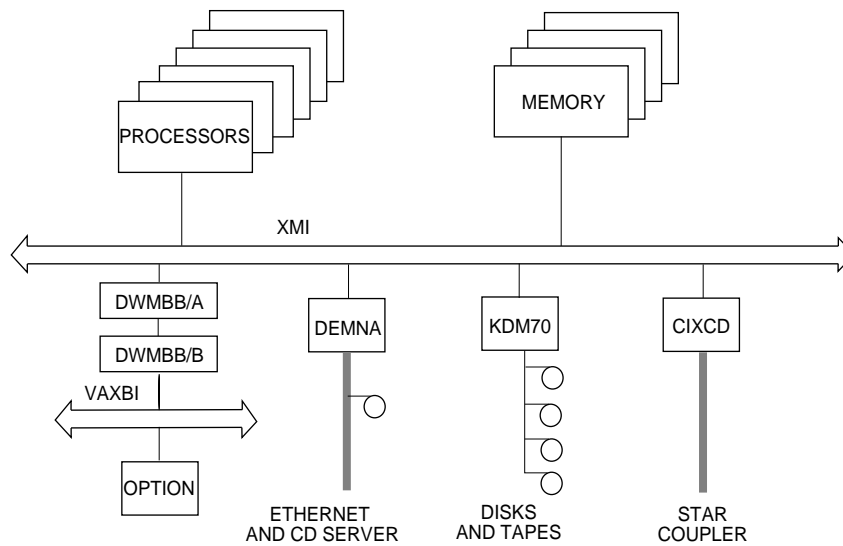 PROCESSORS
MEMORY
XMI
DWMBB/A
DWMBB/B
DEMNA
KDM70
CIXCD
VAXBI
OPTION
ETHERNET
AND CD SERVER
DISKS
AND TAPES
STAR
COUPLER